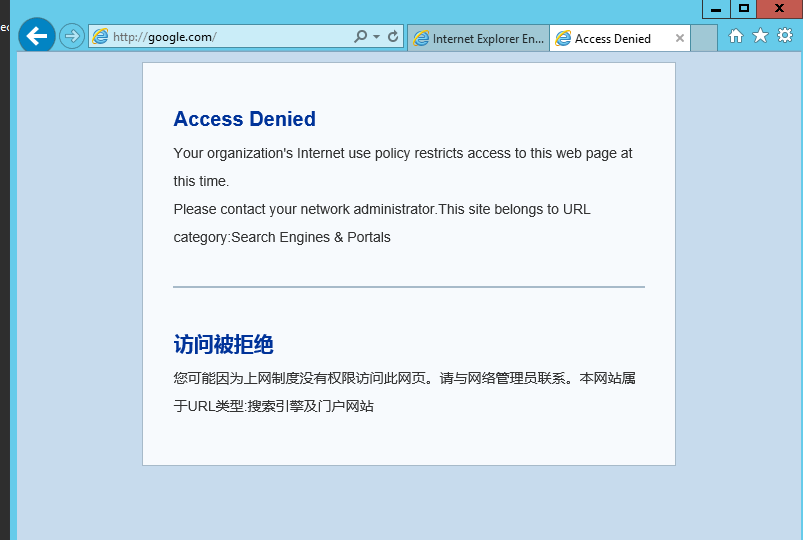 http://google.com/
Internet Explorer En...
Access Denied
Access Denied
Your organization's Internet use policy restricts access to this web page at
this time.
Please contact your network administrator.This site belongs to URL
category:Search Engines & Portals
访问被拒绝
您可能因为上网制度没有权限访问此网页。请与网络管理员联系。本网站属
于URL类型:搜索引擎及门户网站